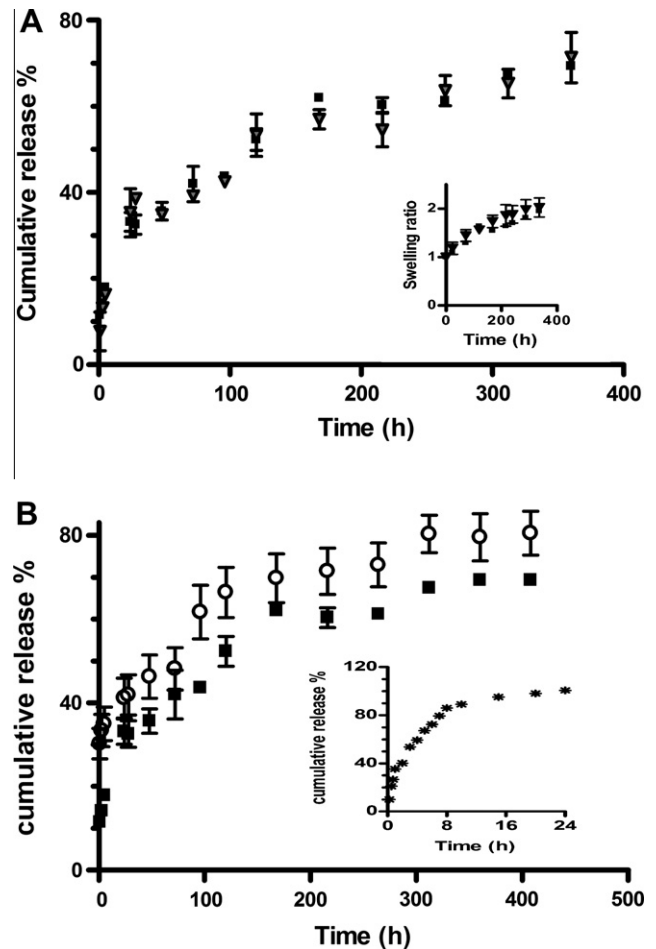 A
Cumulative release %
80
40
0
0 100 200 300 400
Time (h)
Swelling ratio
2
1
0
0 200 400
Time (h)
B
cumulative release %
80
40
0
0 100 200 300 400 500
Time (h)
cumulative release %
120
80
40
0
0 8 16 24
Time (h)